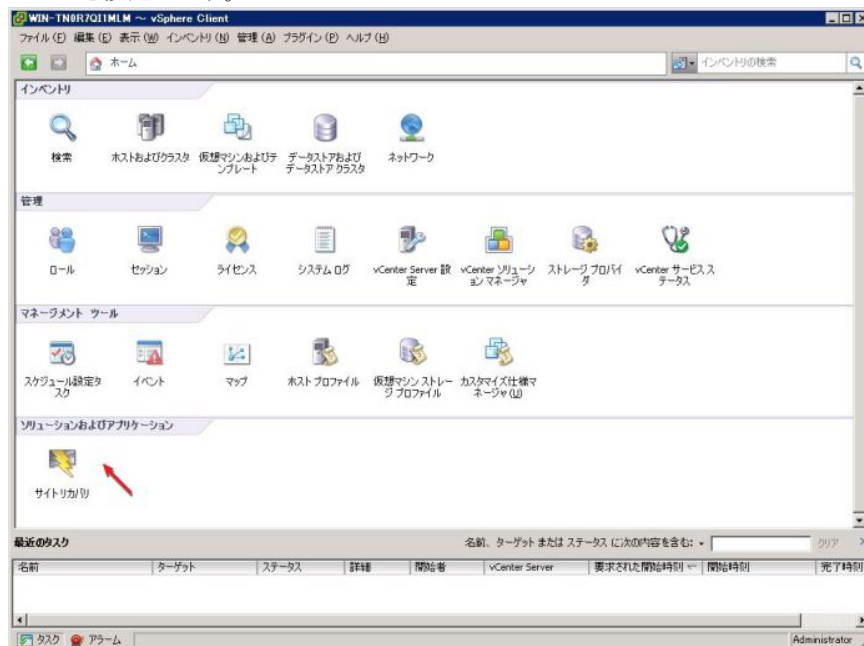 WIN-TN0R7QI1MLM ～ vSphere Client
ファイル(F) 編集(E) 表示(W) インベントリ(N) 管理(A) プラグイン(P) ヘルプ(H)
ホーム
インベントリの検索
インベントリ
検索
ホストおよびクラスタ
仮想マシンおよびテ
ンプレート
データストアおよび
データストア クラスタ
ネットワーク
管理
ロール
セッション
ライセンス
システム ログ
vCenter Server 設
定
vCenter ソリューシ
ョン マネージャ
ストレージ プロバイ
ダ
vCenter サービス ス
テータス
マネージメント ツール
スケジュール設定タ
スク
イベント
マップ
ホスト プロファイル
仮想マシン ストレー
ジ プロファイル
カスタマイズ仕様マ
ネージャ(U)
ソリューションおよびアプリケーション
サイトリカバリ
最近のタスク
名前、ターゲット または ステータス に次の内容を含む:
クリア
名前 ターゲット ステータス 詳細 開始者 vCenter Server 要求された開始時刻 開始時刻 完了時刻
タスク アラーム
Administrator